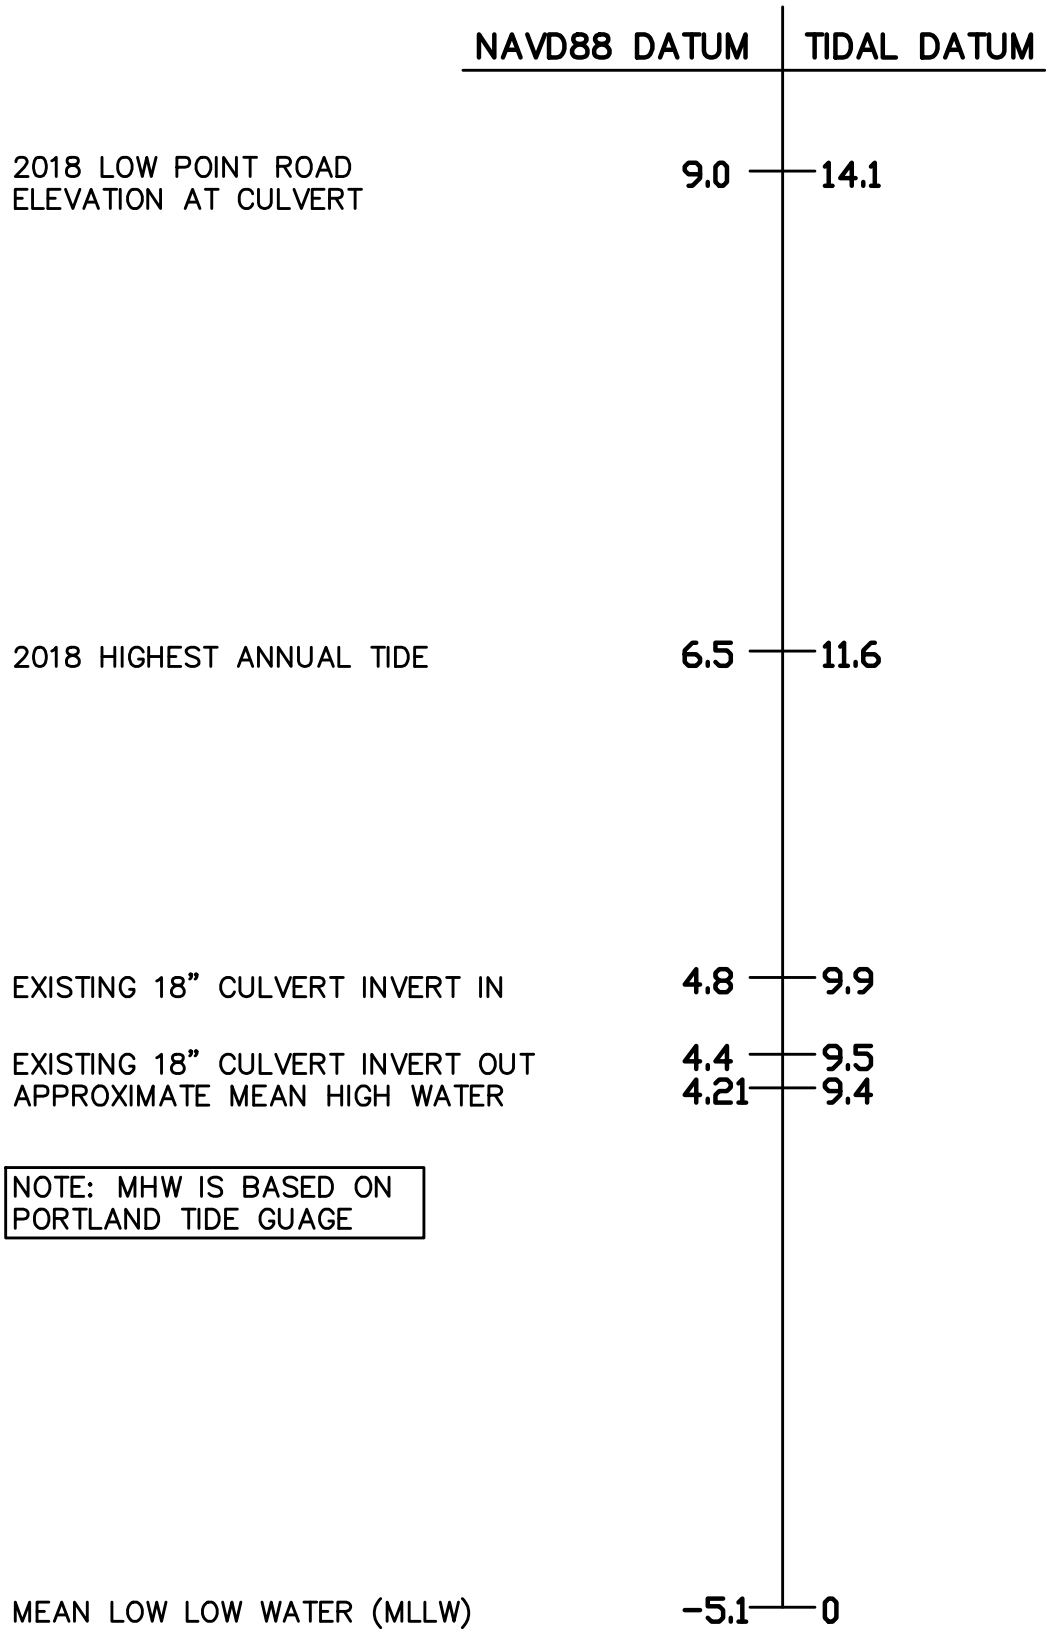 NAVD88 DATUM TIDAL DATUM
2018 LOW POINT ROAD
ELEVATION AT CULVERT 9.0 14.1
2018 HIGHEST ANNUAL TIDE 6.5 11.6
EXISTING 18” CULVERT INVERT IN 4.8 9.9
EXISTING 18” CULVERT INVERT OUT 4.4 9.5
APPROXIMATE MEAN HIGH WATER 4.21 9.4
NOTE: MHW IS BASED ON
PORTLAND TIDE GUAGE
MEAN LOW LOW WATER (MLLW) -5.1 0